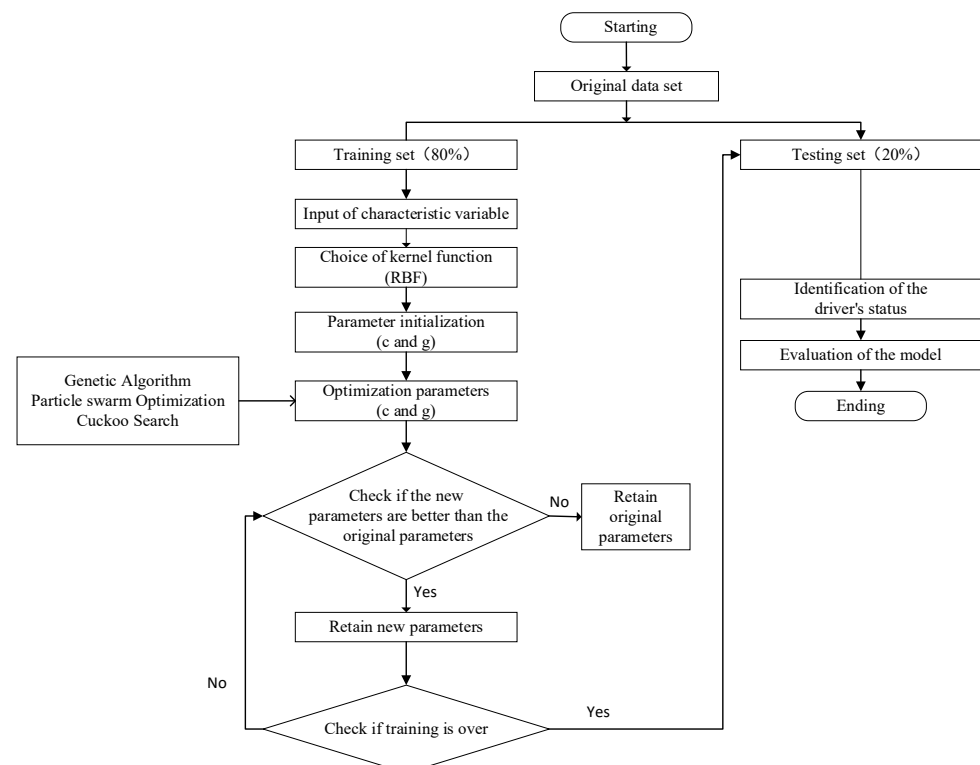 Starting
Original data set
Training set（80%）
Testing set（20%）
Input of characteristic variable
Choice of kernel function
(RBF)
Identification of the
driver's status
Parameter initialization
(c and g)
Evaluation of the model
Genetic Algorithm
Particle swarm Optimization
Cuckoo Search
Optimization parameters
(c and g)
Ending
Check if the new
parameters are better than the
original parameters
No
Retain
original
parameters
Yes
Retain new parameters
No
Check if training is over
Yes